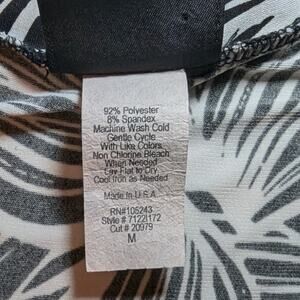 92% Polyester
8% Spandex
Machine Wash Cold
Gentle Cycle
With Like Colors
Non Chlorine Bleach
When Needed
Lay Flat to Dry
Cool Iron as Needed
Made in U.S.A.
RN#105243
Style # 7122I172
Cut # 20979
M